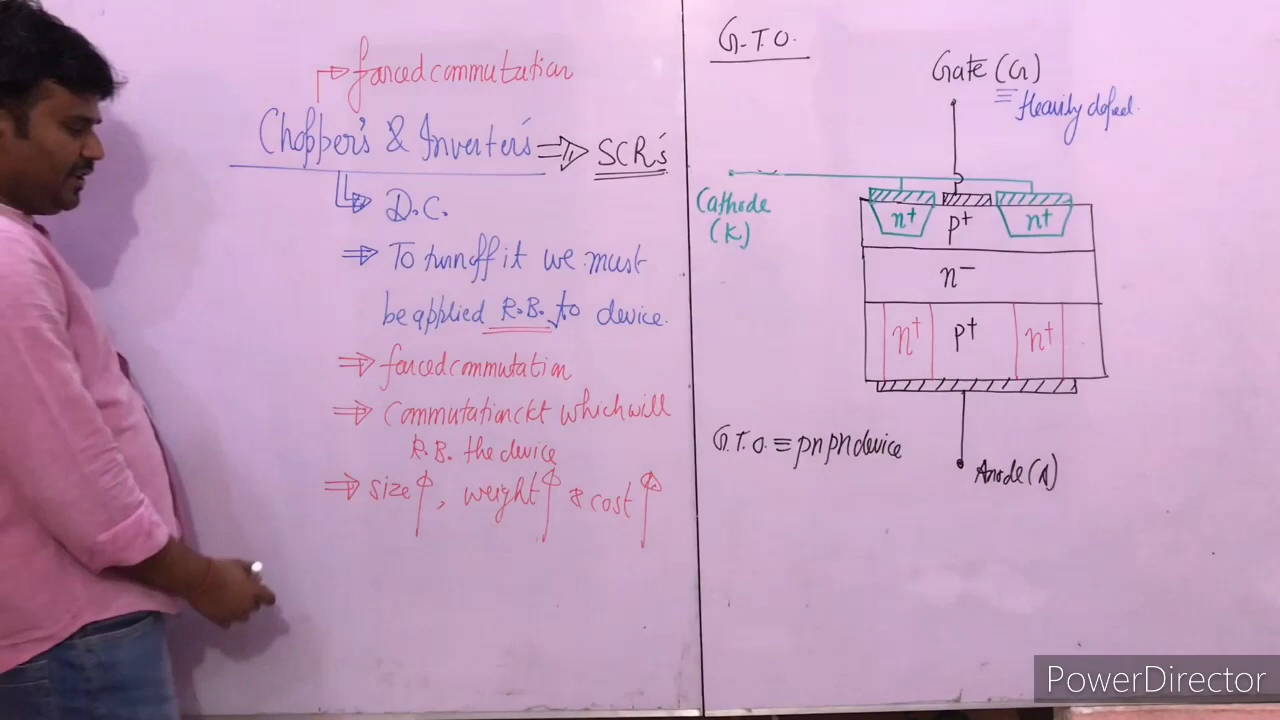 forced commutation
Chopper's & Inverter's ⇒ SCR's
D.C.
⇒ To turn off it we must
be applied R.B. to device.
⇒ forced commutation
⇒ Commutation ckt which will
R.B. the device
⇒ size↑, weight↑ & cost↑
G.T.O.
Gate (G)
Heavily doped.
Cathode
(K)
n+ p+ n+
n−
n+ p+ n+
G.T.O. ≡ pnpn device
Anode (A)
PowerDirector